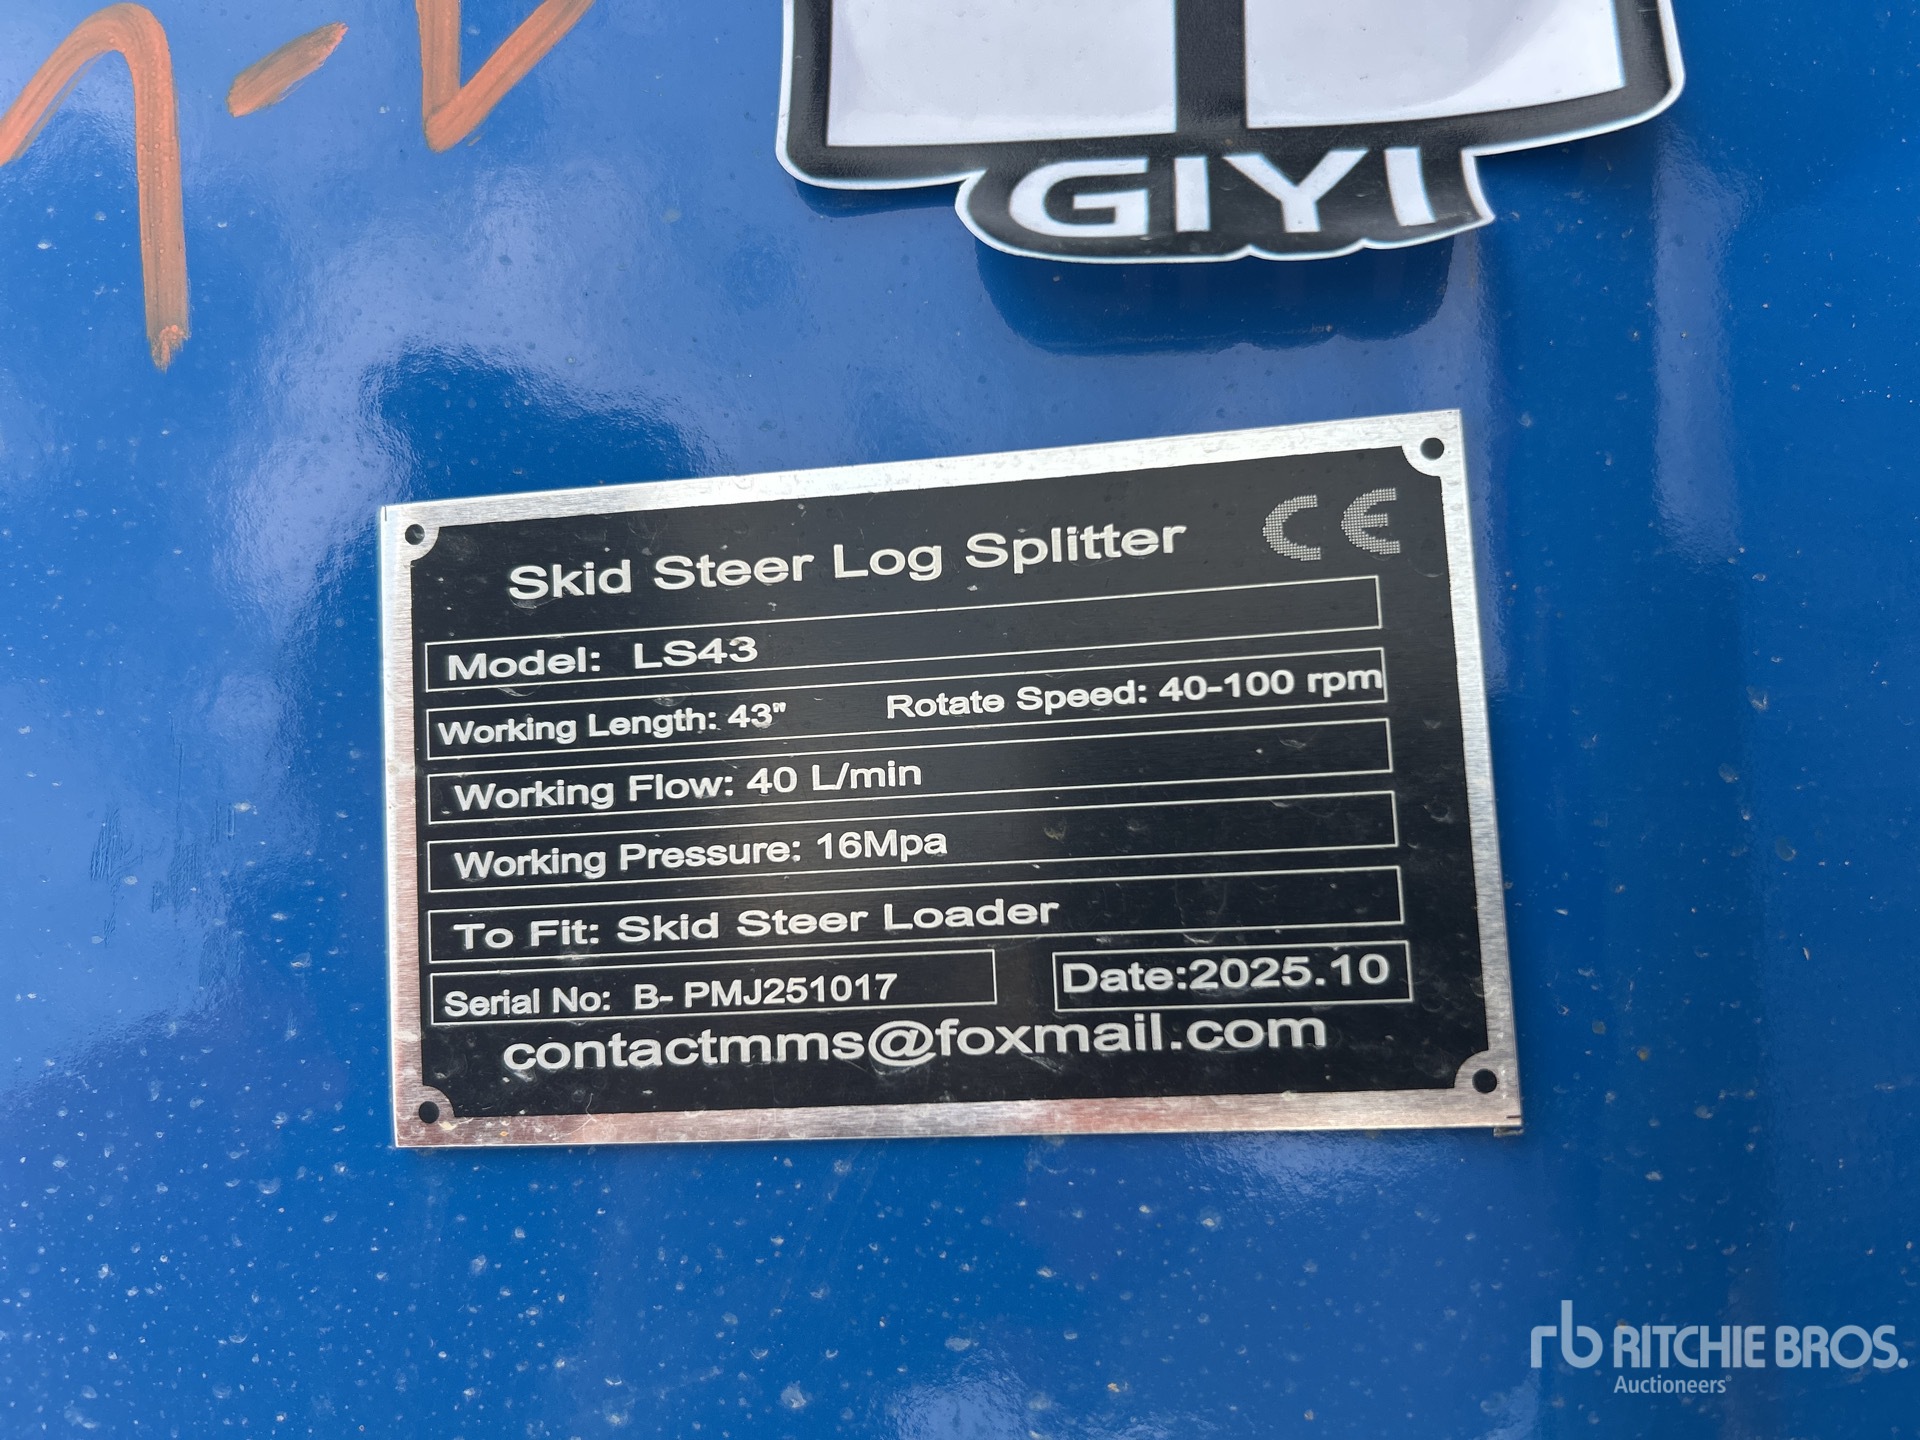 GIYI
Skid Steer Log Splitter CE
Model: LS43
Working Length: 43" Rotate Speed: 40-100 rpm
Working Flow: 40 L/min
Working Pressure: 16Mpa
To Fit: Skid Steer Loader
Serial No: B- PMJ251017 Date:2025.10
contactmms@foxmail.com
rb RITCHIE BROS.
Auctioneers